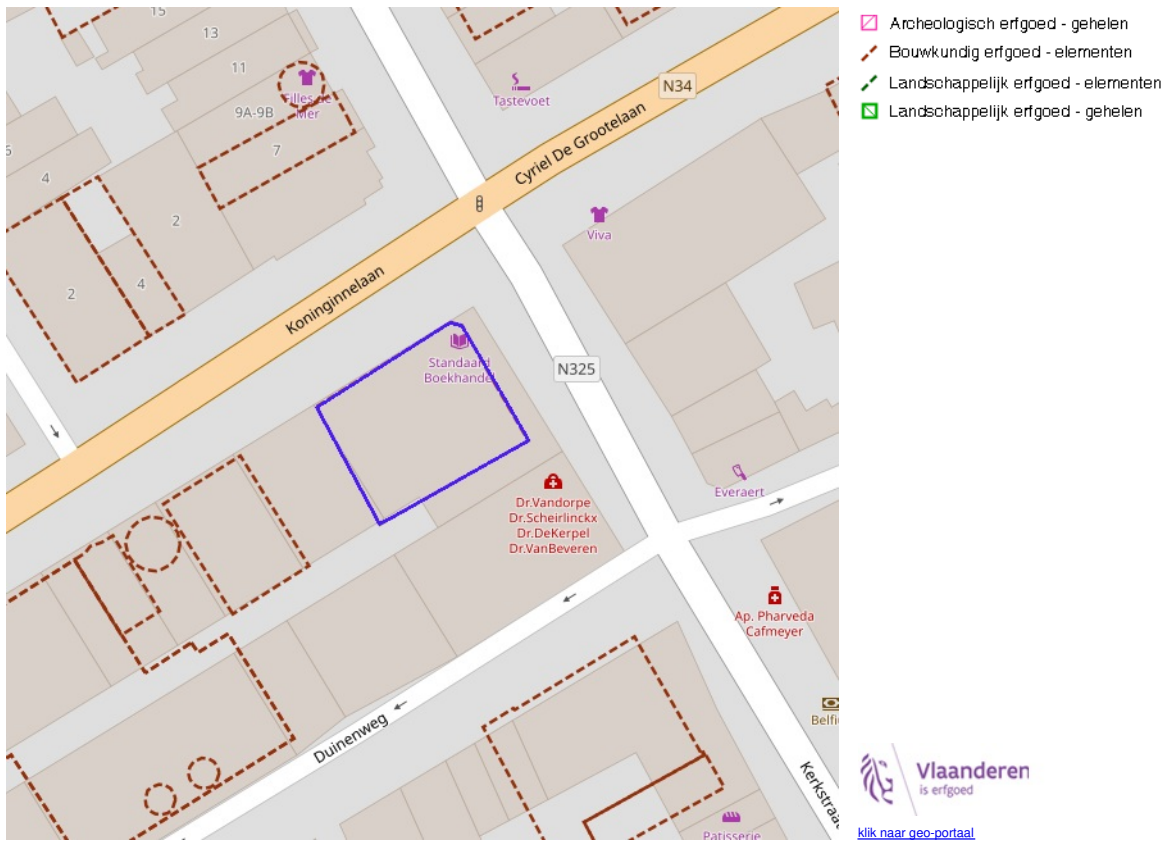 15
13
11
9A-9B
7
Filles de
Mer
4
2
2
4
Tastevoet
N34
Cyriel De Grootelaan
Viva
Koninginnelaan
Standaard
Boekhandel
N325
Everaert
Dr.Vandorpe
Dr.Scheirlinckx
Dr.DeKerpel
Dr.VanBeveren
Ap. Pharveda
Cafmeyer
Belfi
Duinenweg
Kerkstraat
Patisserie
Archeologisch erfgoed - gehelen
Bouwkundig erfgoed - elementen
Landschappelijk erfgoed - elementen
Landschappelijk erfgoed - gehelen
Vlaanderen
is erfgoed
klik naar geo-portaal